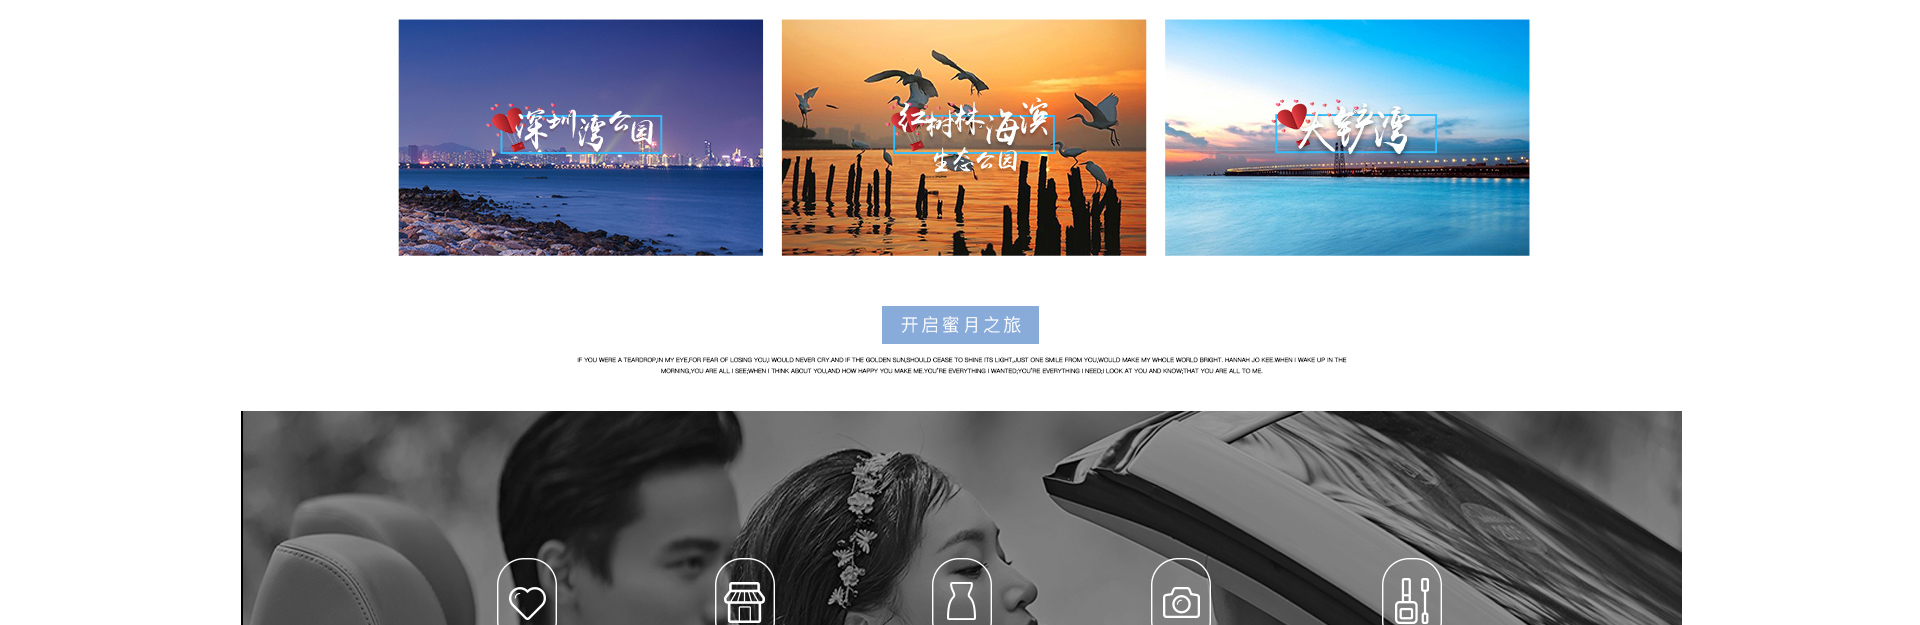 深圳湾公园
红树林海滨
生态公园
大铲湾
开启蜜月之旅
IF YOU WERE A TEARDROP,IN MY EYE,FOR FEAR OF LOSING YOU,I WOULD NEVER CRY.AND IF THE GOLDEN SUN,SHOULD CEASE TO SHINE ITS LIGHT,JUST ONE SMILE FROM YOU,WOULD MAKE MY WHOLE WORLD BRIGHT. HANNAH JO KEE.WHEN I WAKE UP IN THE
MORNING,YOU ARE ALL I SEE;WHEN I THINK ABOUT YOU,AND HOW HAPPY YOU MAKE ME.YOU'RE EVERYTHING I WANTED;YOU'RE EVERYTHING I NEED;I LOOK AT YOU AND KNOW;THAT YOU ARE ALL TO ME.